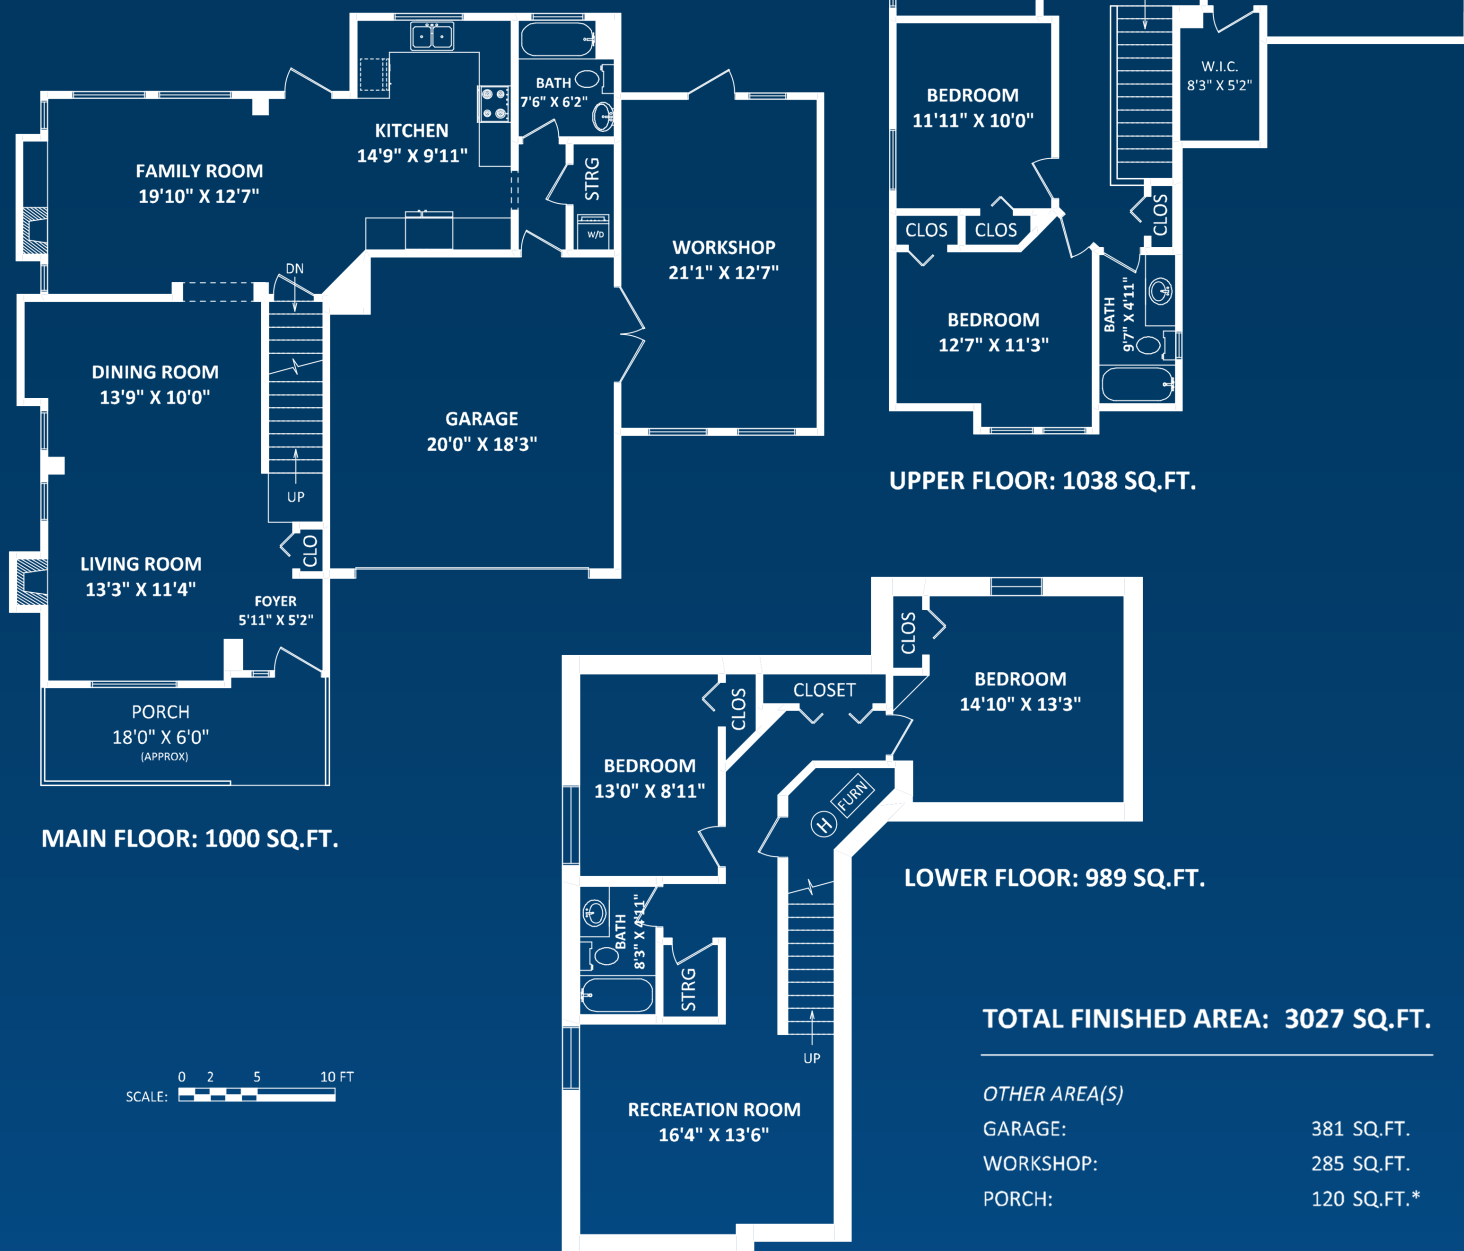 KITCHEN
14'9" X 9'11"
BATH
7'6" X 6'2"
STRG
W/D
FAMILY ROOM
19'10" X 12'7"
WORKSHOP
21'1" X 12'7"
DN
DINING ROOM
13'9" X 10'0"
GARAGE
20'0" X 18'3"
UP
CLO
LIVING ROOM
13'3" X 11'4"
FOYER
5'11" X 5'2"
PORCH
18'0" X 6'0"
(APPROX)
MAIN FLOOR: 1000 SQ.FT.
W.I.C.
8'3" X 5'2"
BEDROOM
11'11" X 10'0"
CLOS
CLOS
CLOS
BEDROOM
12'7" X 11'3"
BATH
9'7" X 4'11"
UPPER FLOOR: 1038 SQ.FT.
CLOS
BEDROOM
14'10" X 13'3"
CLOSET
CLOS
BEDROOM
13'0" X 8'11"
FURN
H
BATH
8'3" X 4'11"
STRG
UP
RECREATION ROOM
16'4" X 13'6"
LOWER FLOOR: 989 SQ.FT.
0 2 5 10 FT
SCALE:
TOTAL FINISHED AREA: 3027 SQ.FT.
OTHER AREA(S)
GARAGE: 381 SQ.FT.
WORKSHOP: 285 SQ.FT.
PORCH: 120 SQ.FT.*